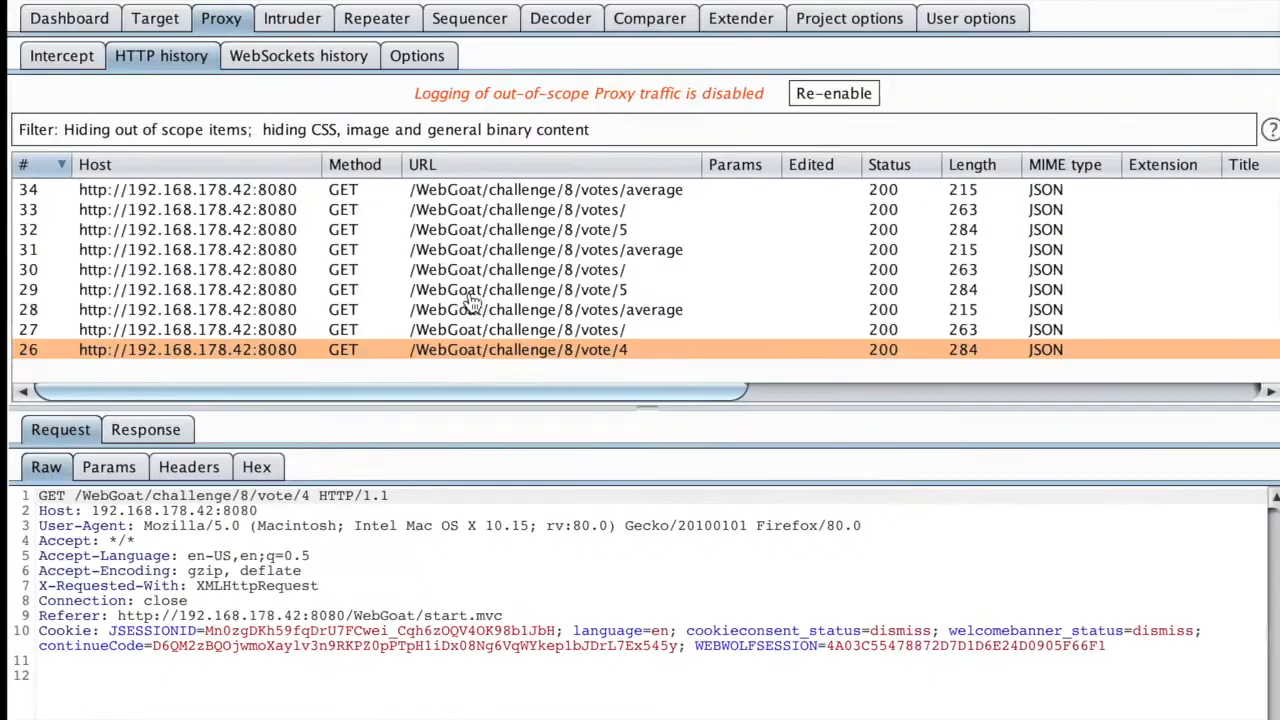 Dashboard Target Proxy Intruder Repeater Sequencer Decoder Comparer Extender Project options User options
Intercept HTTP history WebSockets history Options
Logging of out-of-scope Proxy traffic is disabled Re-enable
Filter: Hiding out of scope items; hiding CSS, image and general binary content ?
# Host Method URL Params Edited Status Length MIME type Extension Title
34 http://192.168.178.42:8080 GET /WebGoat/challenge/8/votes/average 200 215 JSON
33 http://192.168.178.42:8080 GET /WebGoat/challenge/8/votes/ 200 263 JSON
32 http://192.168.178.42:8080 GET /WebGoat/challenge/8/vote/5 200 284 JSON
31 http://192.168.178.42:8080 GET /WebGoat/challenge/8/votes/average 200 215 JSON
30 http://192.168.178.42:8080 GET /WebGoat/challenge/8/votes/ 200 263 JSON
29 http://192.168.178.42:8080 GET /WebGoat/challenge/8/vote/5 200 284 JSON
28 http://192.168.178.42:8080 GET /WebGoat/challenge/8/votes/average 200 215 JSON
27 http://192.168.178.42:8080 GET /WebGoat/challenge/8/votes/ 200 263 JSON
26 http://192.168.178.42:8080 GET /WebGoat/challenge/8/vote/4 200 284 JSON
Request Response
Raw Params Headers Hex
1 GET /WebGoat/challenge/8/vote/4 HTTP/1.1
2 Host: 192.168.178.42:8080
3 User-Agent: Mozilla/5.0 (Macintosh; Intel Mac OS X 10.15; rv:80.0) Gecko/20100101 Firefox/80.0
4 Accept: */*
5 Accept-Language: en-US,en;q=0.5
6 Accept-Encoding: gzip, deflate
7 X-Requested-With: XMLHttpRequest
8 Connection: close
9 Referer: http://192.168.178.42:8080/WebGoat/start.mvc
10 Cookie: JSESSIONID=Mn0zgDKh59fqDrU7FCwei_Cqh6zOQV4OK98b1JbH; language=en; cookieconsent_status=dismiss; welcomebanner_status=dismiss;
continueCode=D6QM2zBQOjwmoXaylv3n9RKPE0pPTpH1iDx08Ng6VqWYkep1bJDrL7Ex545y; WEBWOLFSESSION=4A03C55478872D7D1D6E24D0905F66F1
11
12